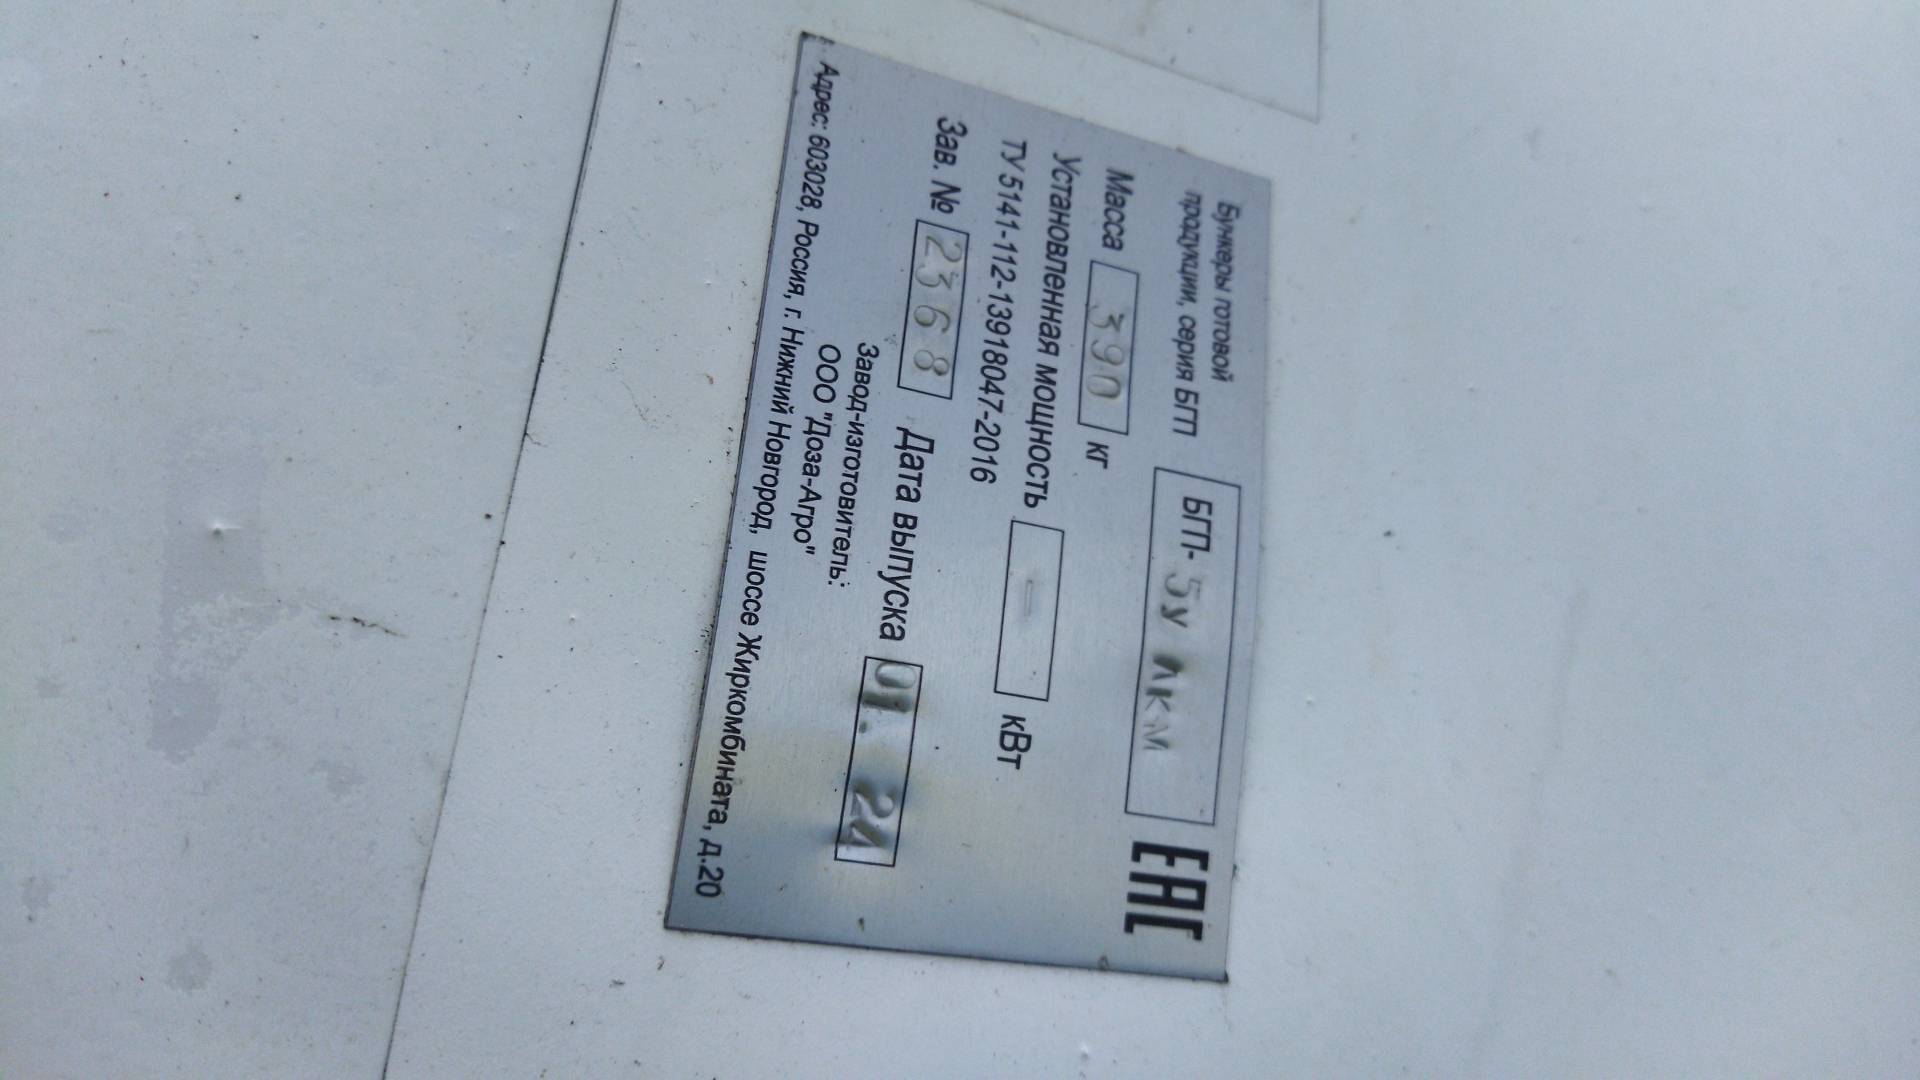 Бункеры готовой
продукции, серия БГП БГП-5у ЛКМ EAC
Масса 390 кг
Установленная мощность - кВт
ТУ 5141-112-13918047-2016
Зав. № 2368 Дата выпуска 01.24
Завод-изготовитель:
ООО "Доза-Агро"
Адрес: 603028, Россия, г. Нижний Новгород, шоссе Жиркомбината, д.20